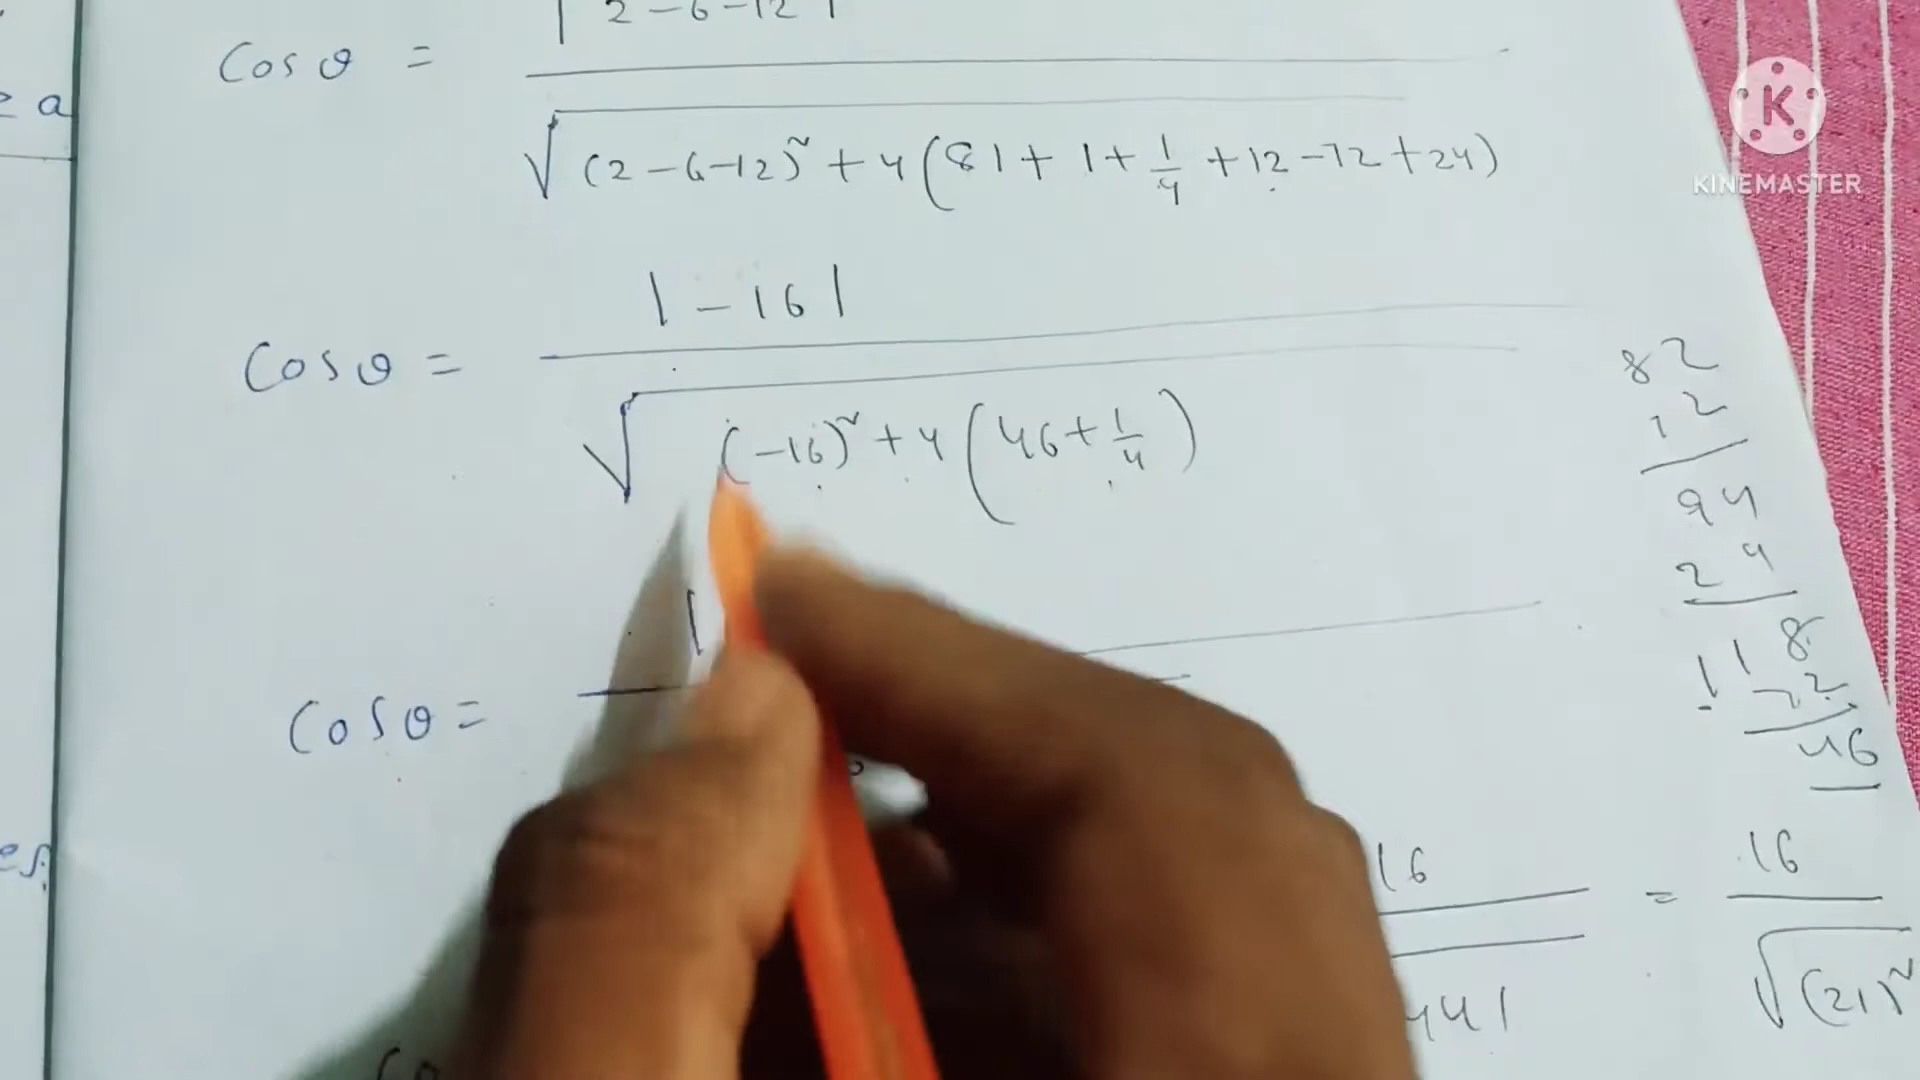 ≥ a
Cos θ = |2-6-12| / √((2-6-12)² + 4(81+1+1/4+12-72+24))
Cos θ = |-16| / √((-16)² + 4(46+1/4))
82
12
94
24
118
72
46
Cos θ =
16 / 441 = 16 / √(21)²
es,
Co
K
KINEMASTER